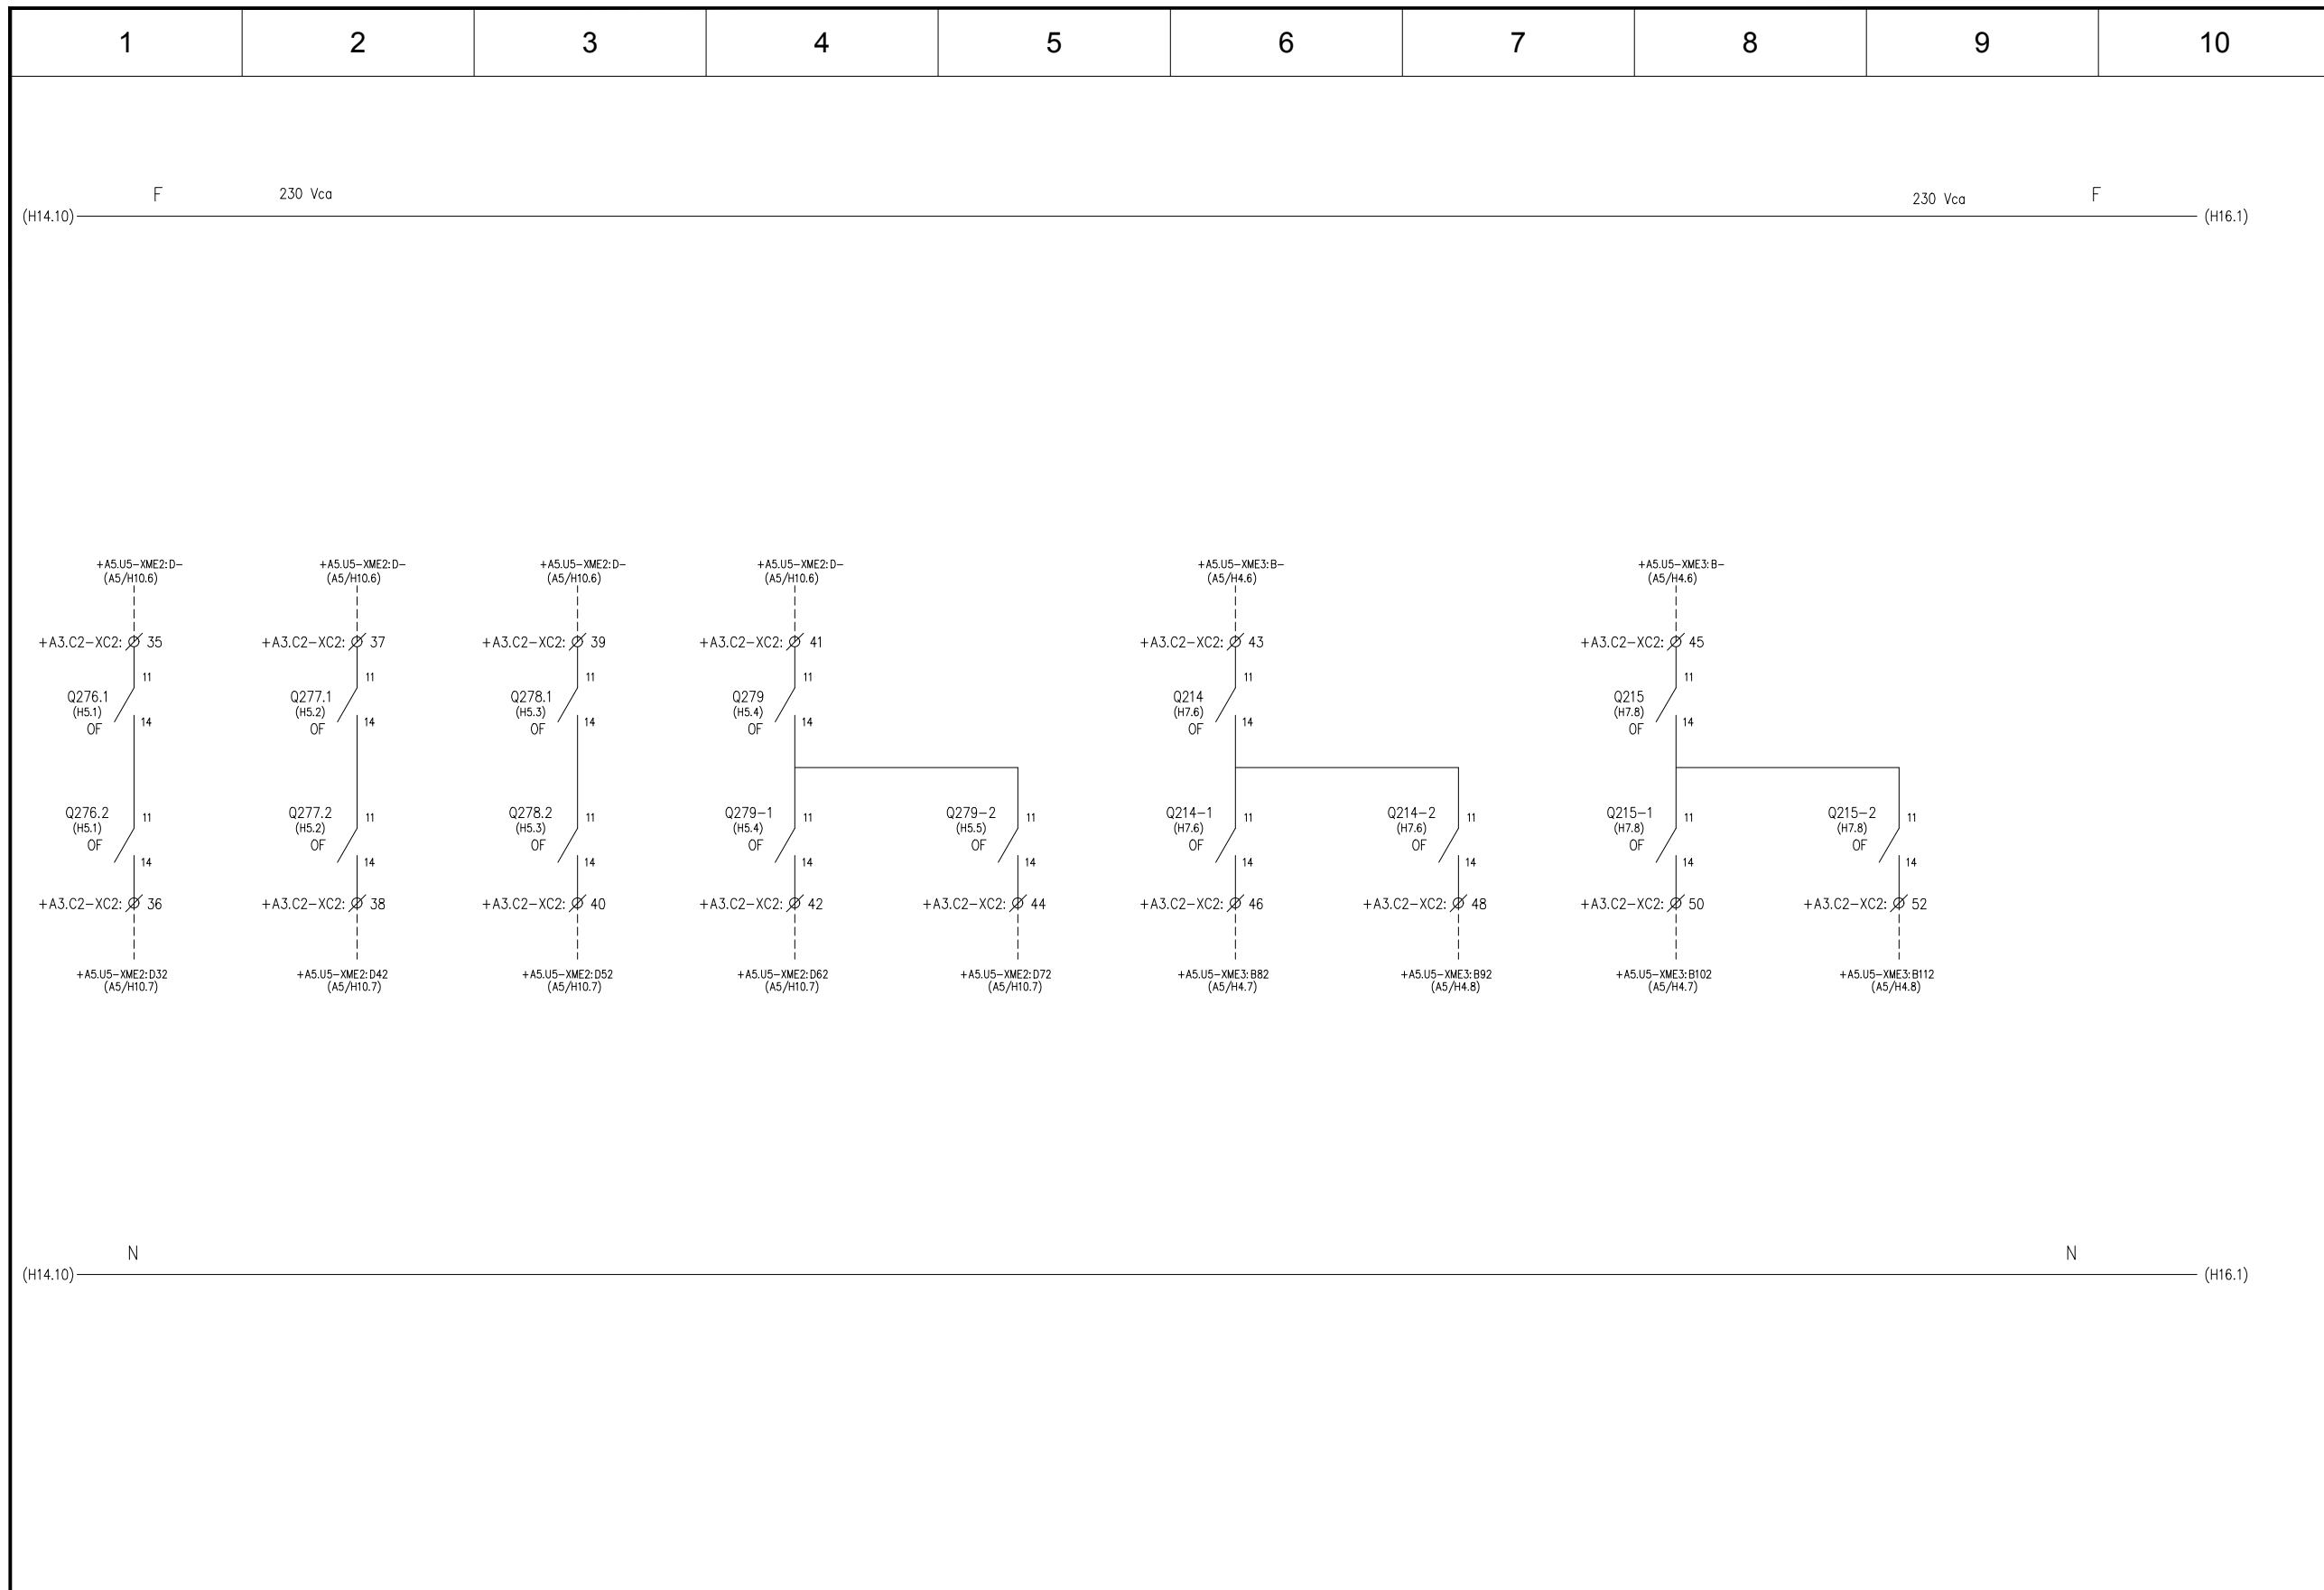 1 2 3 4 5 6 7 8 9 10
F 230 Vca 230 Vca F
(H14.10) (H16.1)
+A5.U5-XME2:D- +A5.U5-XME2:D- +A5.U5-XME2:D- +A5.U5-XME2:D- +A5.U5-XME3:B- +A5.U5-XME3:B-
(A5/H10.6) (A5/H10.6) (A5/H10.6) (A5/H10.6) (A5/H4.6) (A5/H4.6)
+A3.C2-XC2: 35 +A3.C2-XC2: 37 +A3.C2-XC2: 39 +A3.C2-XC2: 41 +A3.C2-XC2: 43 +A3.C2-XC2: 45
11 11 11 11 11 11
Q276.1 Q277.1 Q278.1 Q279 Q214 Q215
(H5.1) (H5.2) (H5.3) (H5.4) (H7.6) (H7.8)
14 14 14 14 14 14
OF OF OF OF OF OF
Q276.2 Q277.2 Q278.2 Q279-1 Q279-2 Q214-1 Q214-2 Q215-1 Q215-2
11 11 11 11 11 11 11 11 11
(H5.1) (H5.2) (H5.3) (H5.4) (H5.5) (H7.6) (H7.6) (H7.8) (H7.8)
OF OF OF OF OF OF OF OF OF
14 14 14 14 14 14 14 14 14
+A3.C2-XC2: 36 +A3.C2-XC2: 38 +A3.C2-XC2: 40 +A3.C2-XC2: 42 +A3.C2-XC2: 44 +A3.C2-XC2: 46 +A3.C2-XC2: 48 +A3.C2-XC2: 50 +A3.C2-XC2: 52
+A5.U5-XME2:D32 +A5.U5-XME2:D42 +A5.U5-XME2:D52 +A5.U5-XME2:D62 +A5.U5-XME2:D72 +A5.U5-XME3:B82 +A5.U5-XME3:B92 +A5.U5-XME3:B102 +A5.U5-XME3:B112
(A5/H10.7) (A5/H10.7) (A5/H10.7) (A5/H10.7) (A5/H10.7) (A5/H4.7) (A5/H4.8) (A5/H4.7) (A5/H4.8)
N N
(H14.10) (H16.1)